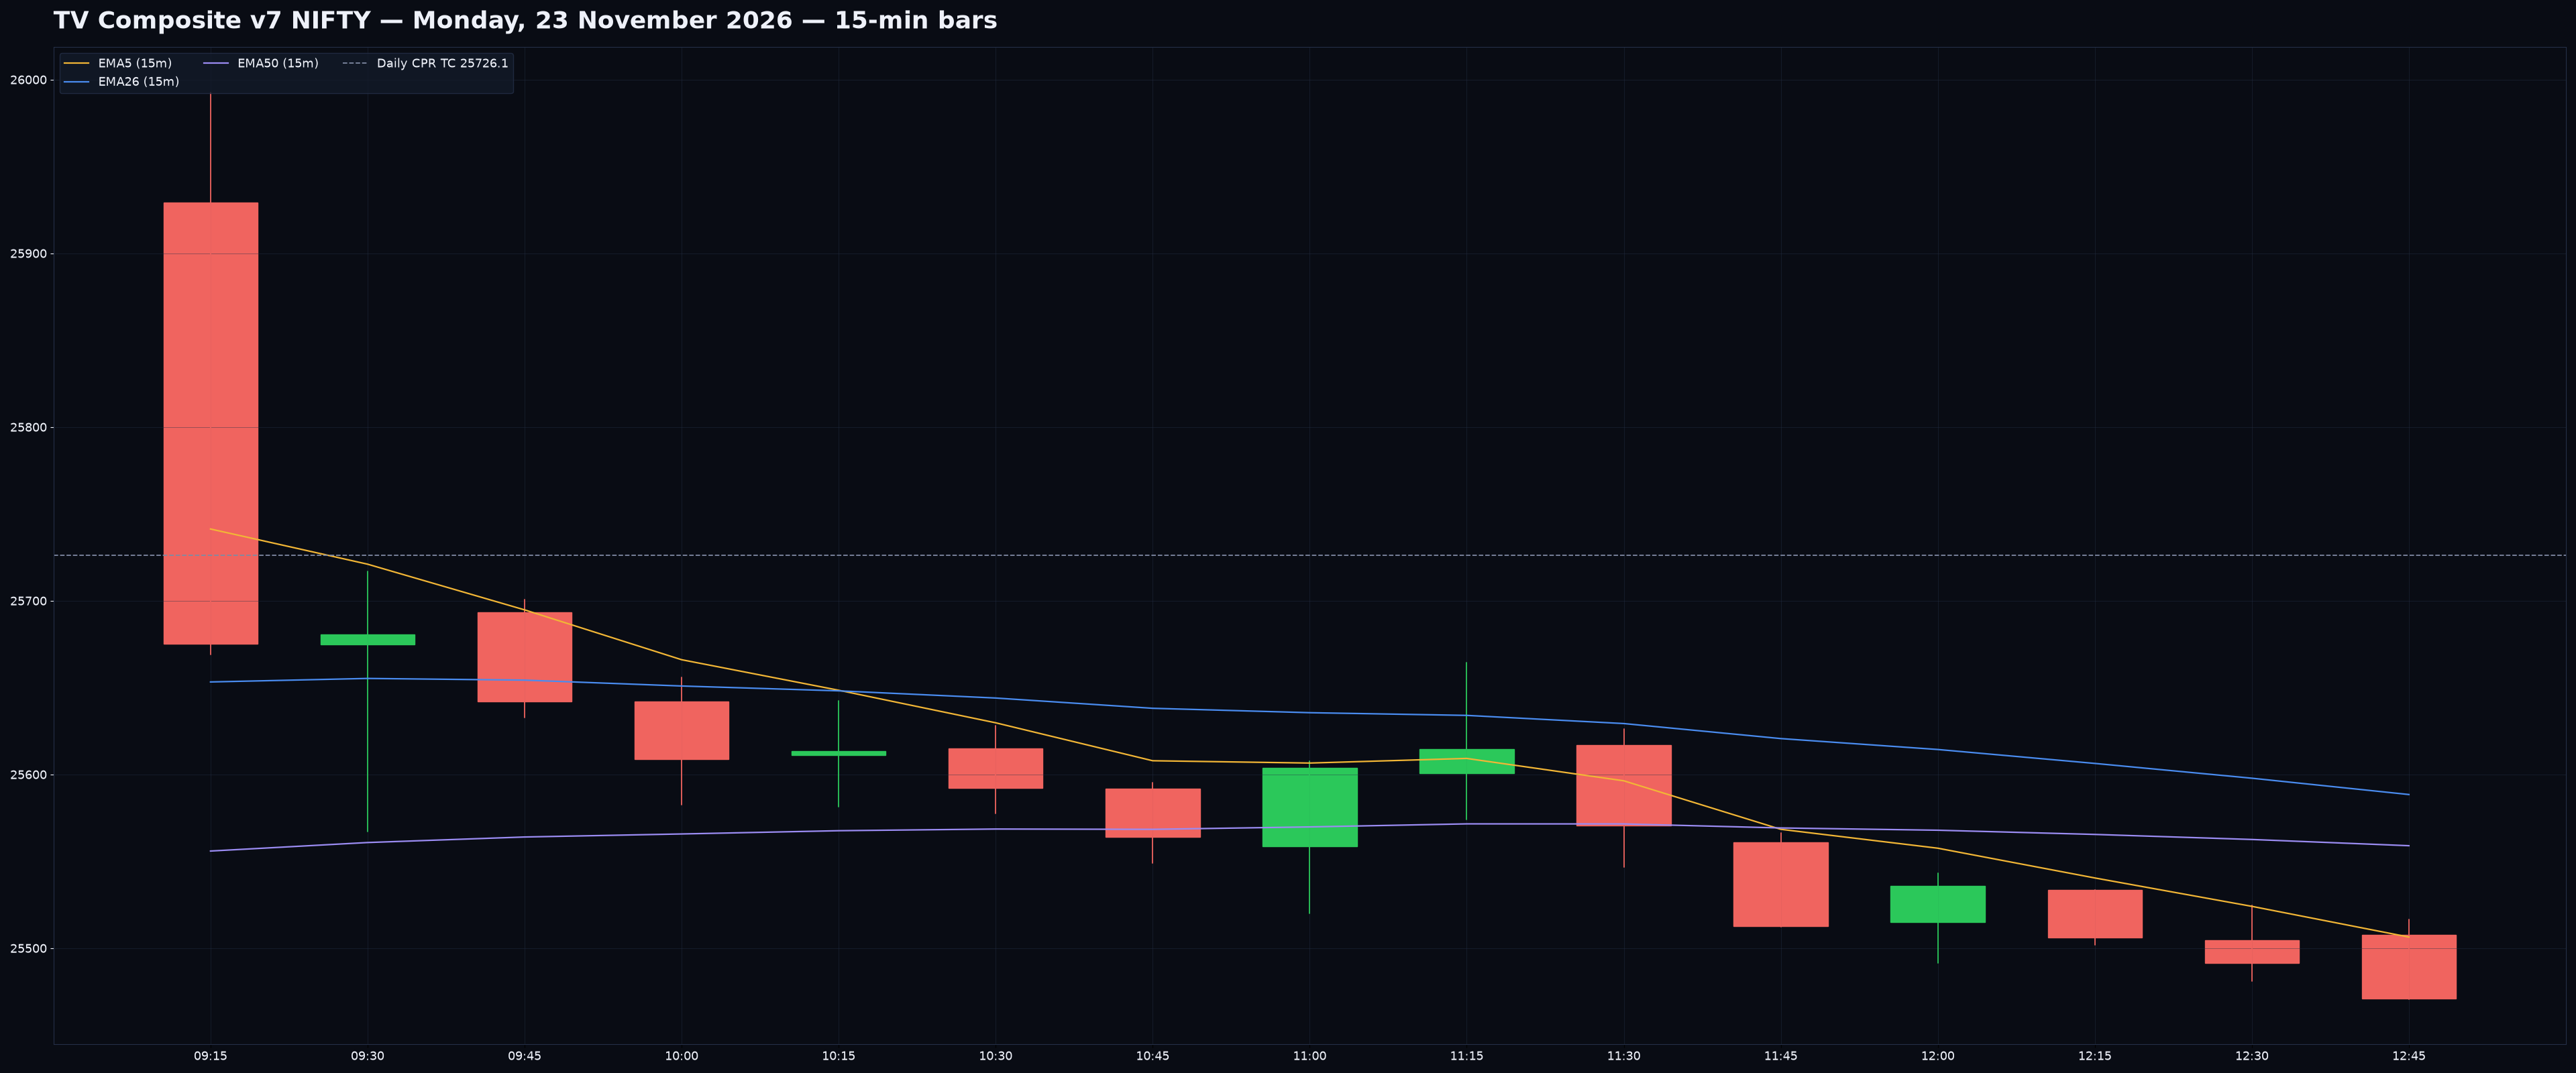 TV Composite v7 NIFTY — Monday, 23 November 2026 — 15-min bars
EMA5 (15m) EMA50 (15m) Daily CPR TC 25726.1
EMA26 (15m)
26000
25900
25800
25700
25600
25500
09:15 09:30 09:45 10:00 10:15 10:30 10:45 11:00 11:15 11:30 11:45 12:00 12:15 12:30 12:45